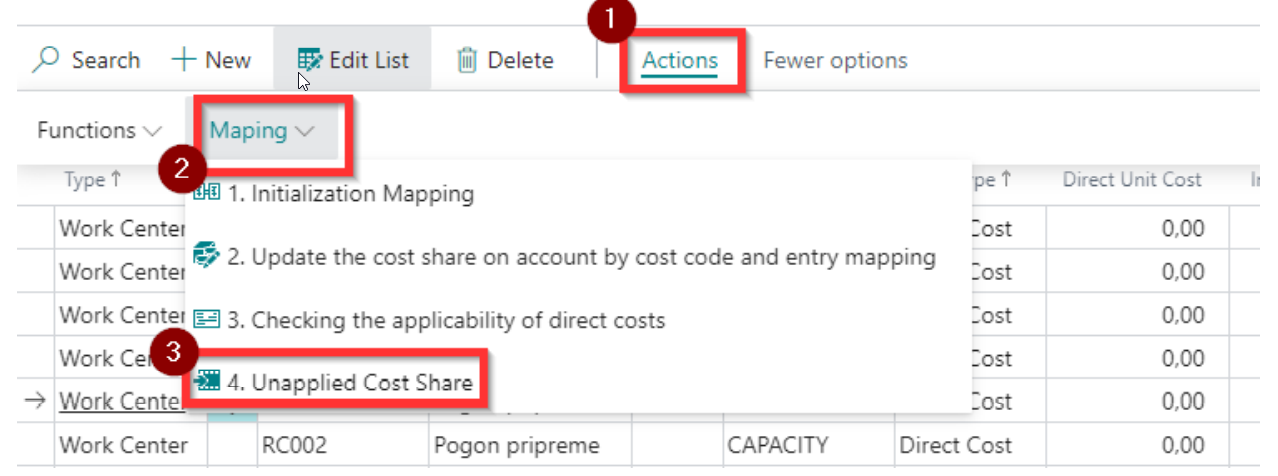 1
Search New Edit List Delete Actions Fewer options
Functions Maping
2
Type ↑ pe ↑ Direct Unit Cost
1. Initialization Mapping
Work Center Cost 0,00
2. Update the cost share on account by cost code and entry mapping
Work Center Cost 0,00
Work Center Cost 0,00
3. Checking the applicability of direct costs
3
Work Ce Cost 0,00
4. Unapplied Cost Share
→ Work Center Cost 0,00
Work Center RC002 Pogon pripreme CAPACITY Direct Cost 0,00